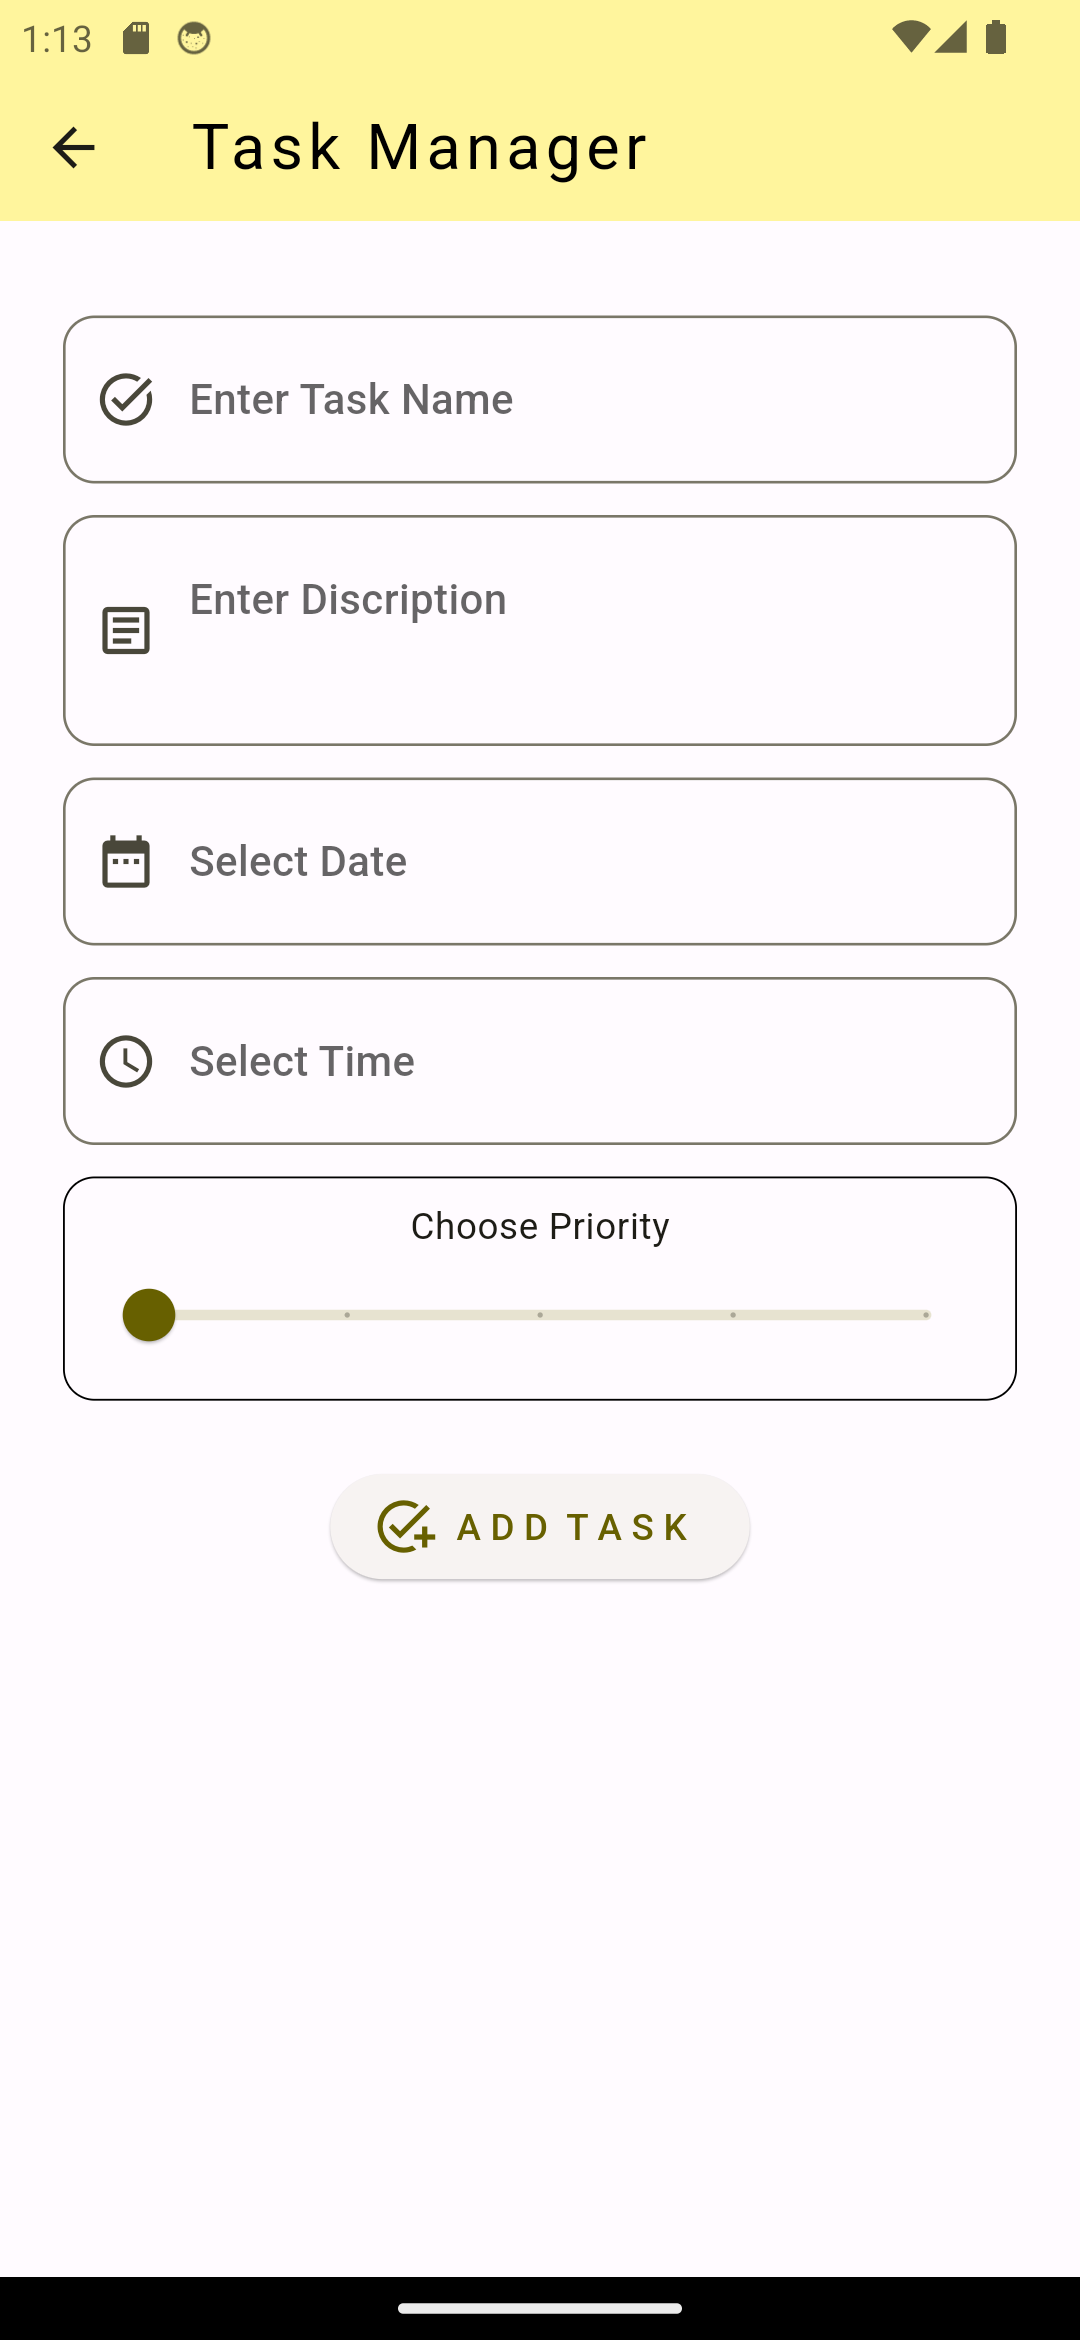 1:13
Task Manager
Enter Task Name
Enter Discription
Select Date
Select Time
Choose Priority
ADD TASK